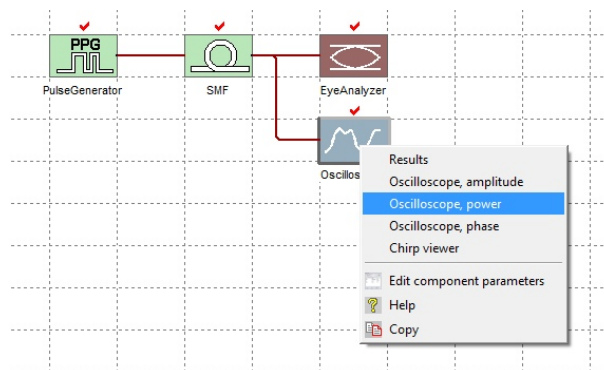 PPG
PulseGenerator
SMF
EyeAnalyzer
Results
Oscillos
Oscilloscope, amplitude
Oscilloscope, power
Oscilloscope, phase
Chirp viewer
Edit component parameters
Help
Copy